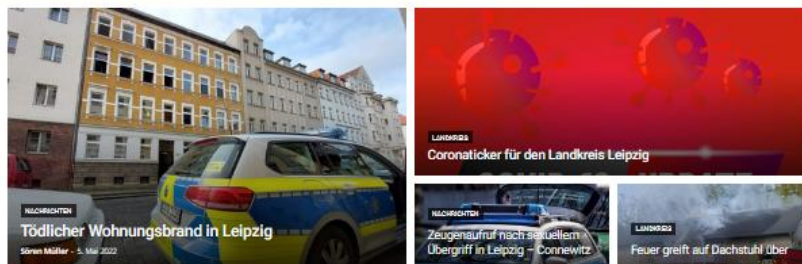 NACHRICHTEN
Tödlicher Wohnungsbrand in Leipzig
Sören Müller - 5. Mai 2022
LANDKREIS
Coronaticker für den Landkreis Leipzig
NACHRICHTEN
Zeugenaufruf nach sexuellem
Übergriff in Leipzig – Connewitz
LANDKREIS
Feuer greift auf Dachstuhl über